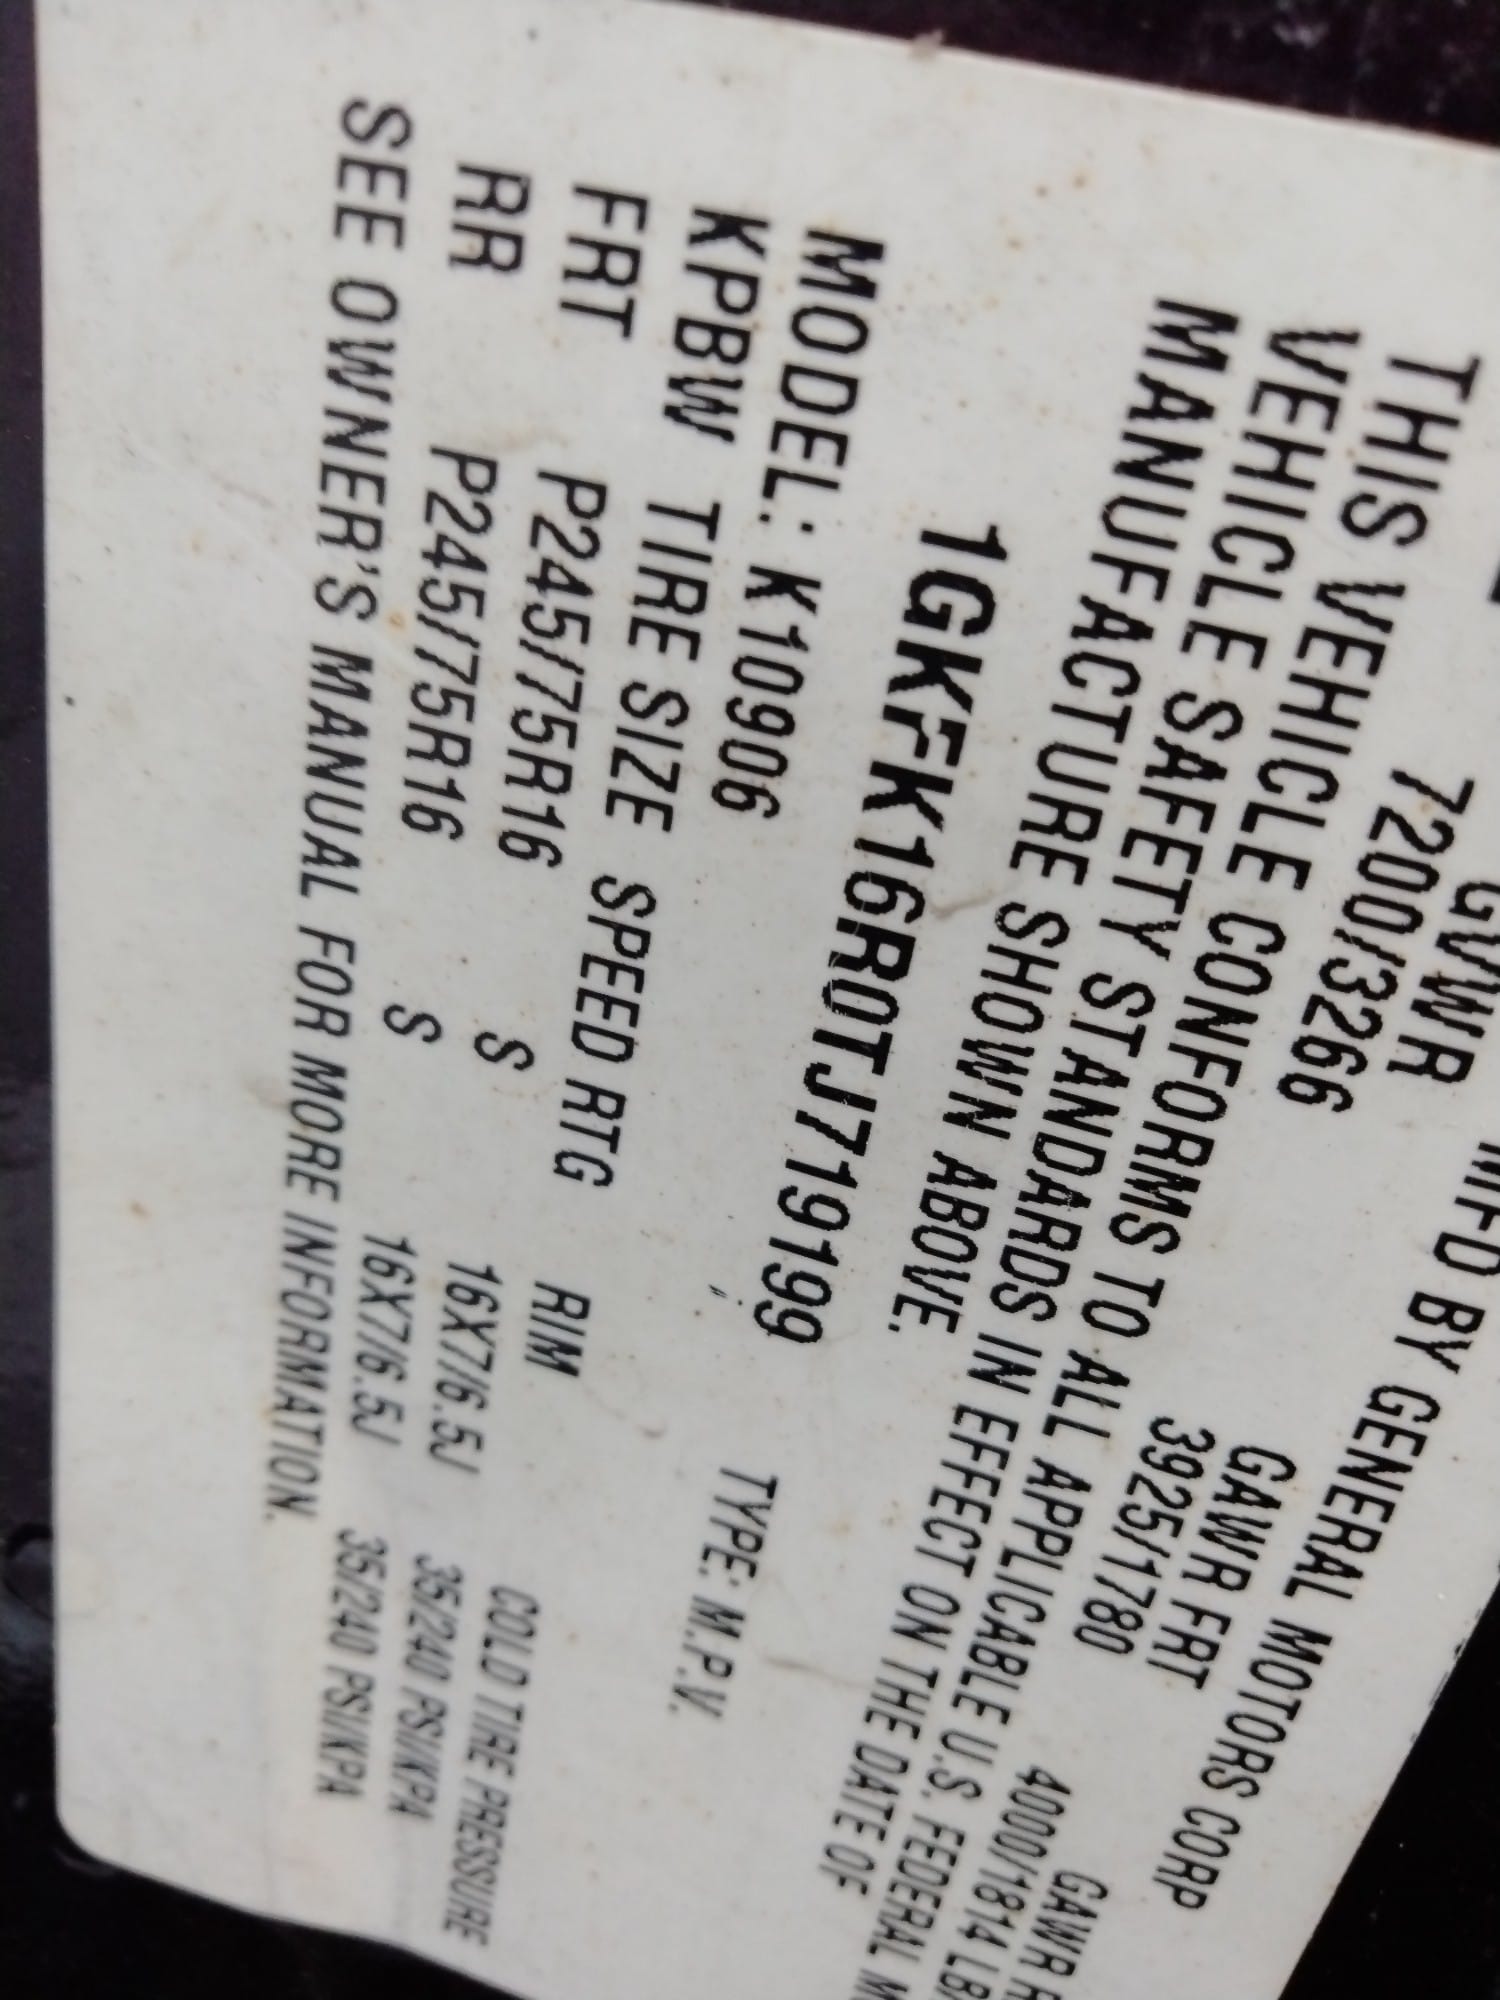 MFD BY GENERAL MOTORS CORP
GVWR GAWR FRT GAWR
7200/3266 3925/1780 4000/1814
THIS VEHICLE CONFORMS TO ALL APPLICABLE U.S. FEDERAL
VEHICLE SAFETY STANDARDS IN EFFECT ON THE DATE OF
MANUFACTURE SHOWN ABOVE.
1GKFK16R0TJ719199
MODEL: K10906 TYPE: M.P.V.
KPBW TIRE SIZE SPEED RTG RIM COLD TIRE PRESSURE
FRT P245/75R16 S 16X7/6.5J 35/240 PSI/KPA
RR P245/75R16 S 16X7/6.5J 35/240 PSI/KPA
SEE OWNER'S MANUAL FOR MORE INFORMATION.